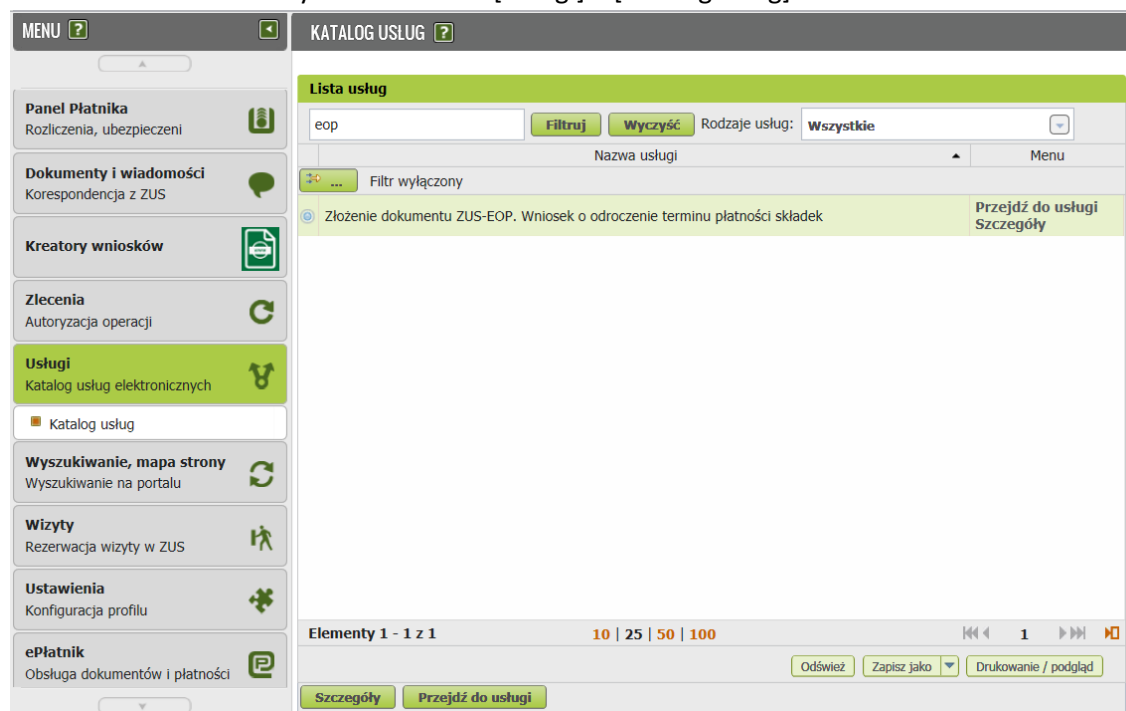 MENU ?
KATALOG USLUG ?
Panel Płatnika
Rozliczenia, ubezpieczeni
Dokumenty i wiadomości
Korespondencja z ZUS
Kreatory wniosków
Zlecenia
Autoryzacja operacji
Usługi
Katalog usług elektronicznych
Katalog usług
Wyszukiwanie, mapa strony
Wyszukiwanie na portalu
Wizyty
Rezerwacja wizyty w ZUS
Ustawienia
Konfiguracja profilu
ePłatnik
Obsługa dokumentów i płatności
Lista usług
eop Filtruj Wyczyść Rodzaje usług: Wszystkie
Nazwa usługi Menu
... Filtr wyłączony
Złożenie dokumentu ZUS-EOP. Wniosek o odroczenie terminu płatności składek Przejdź do usługi
Szczegóły
Elementy 1 - 1 z 1 10 | 25 | 50 | 100 1
Odśwież Zapisz jako Drukowanie / podgląd
Szczegóły Przejdź do usługi